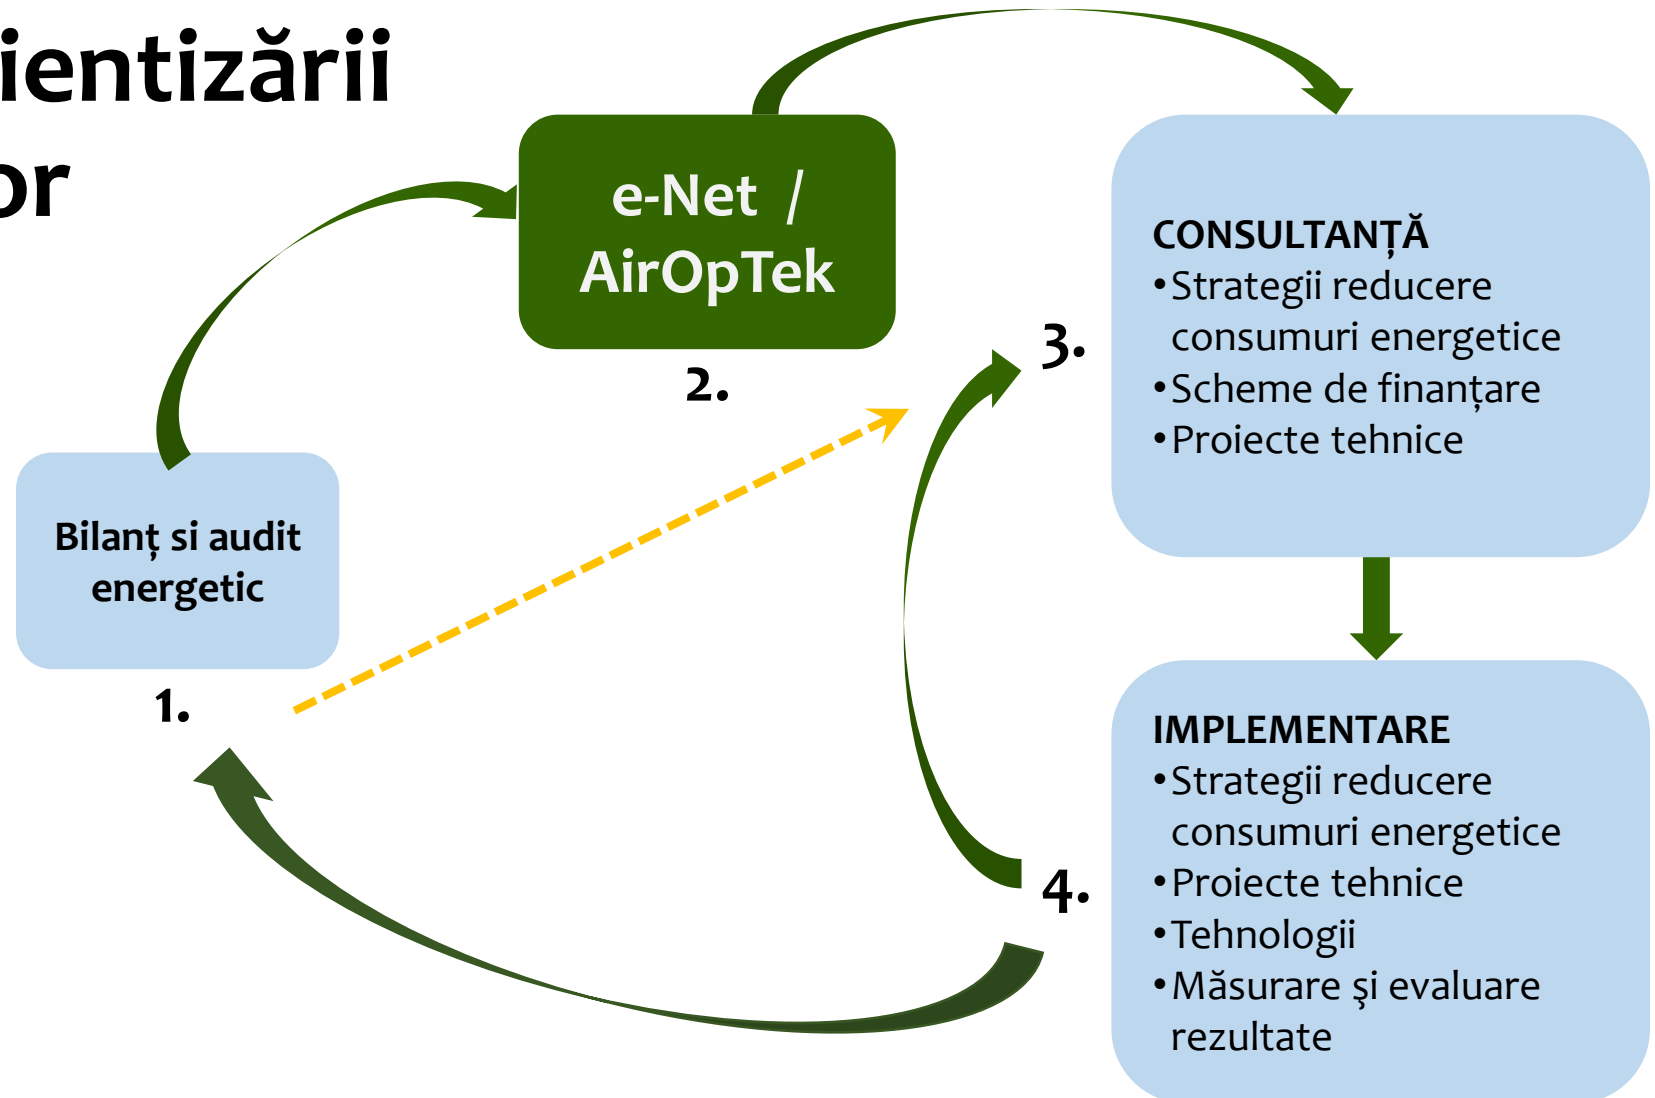 ientizării
or
e-Net /
AirOpTek
2.
Bilanț si audit
energetic
1.
3.
CONSULTANȚĂ
•Strategii reducere
consumuri energetice
•Scheme de finanțare
•Proiecte tehnice
4.
IMPLEMENTARE
•Strategii reducere
consumuri energetice
•Proiecte tehnice
•Tehnologii
•Măsurare şi evaluare
rezultate